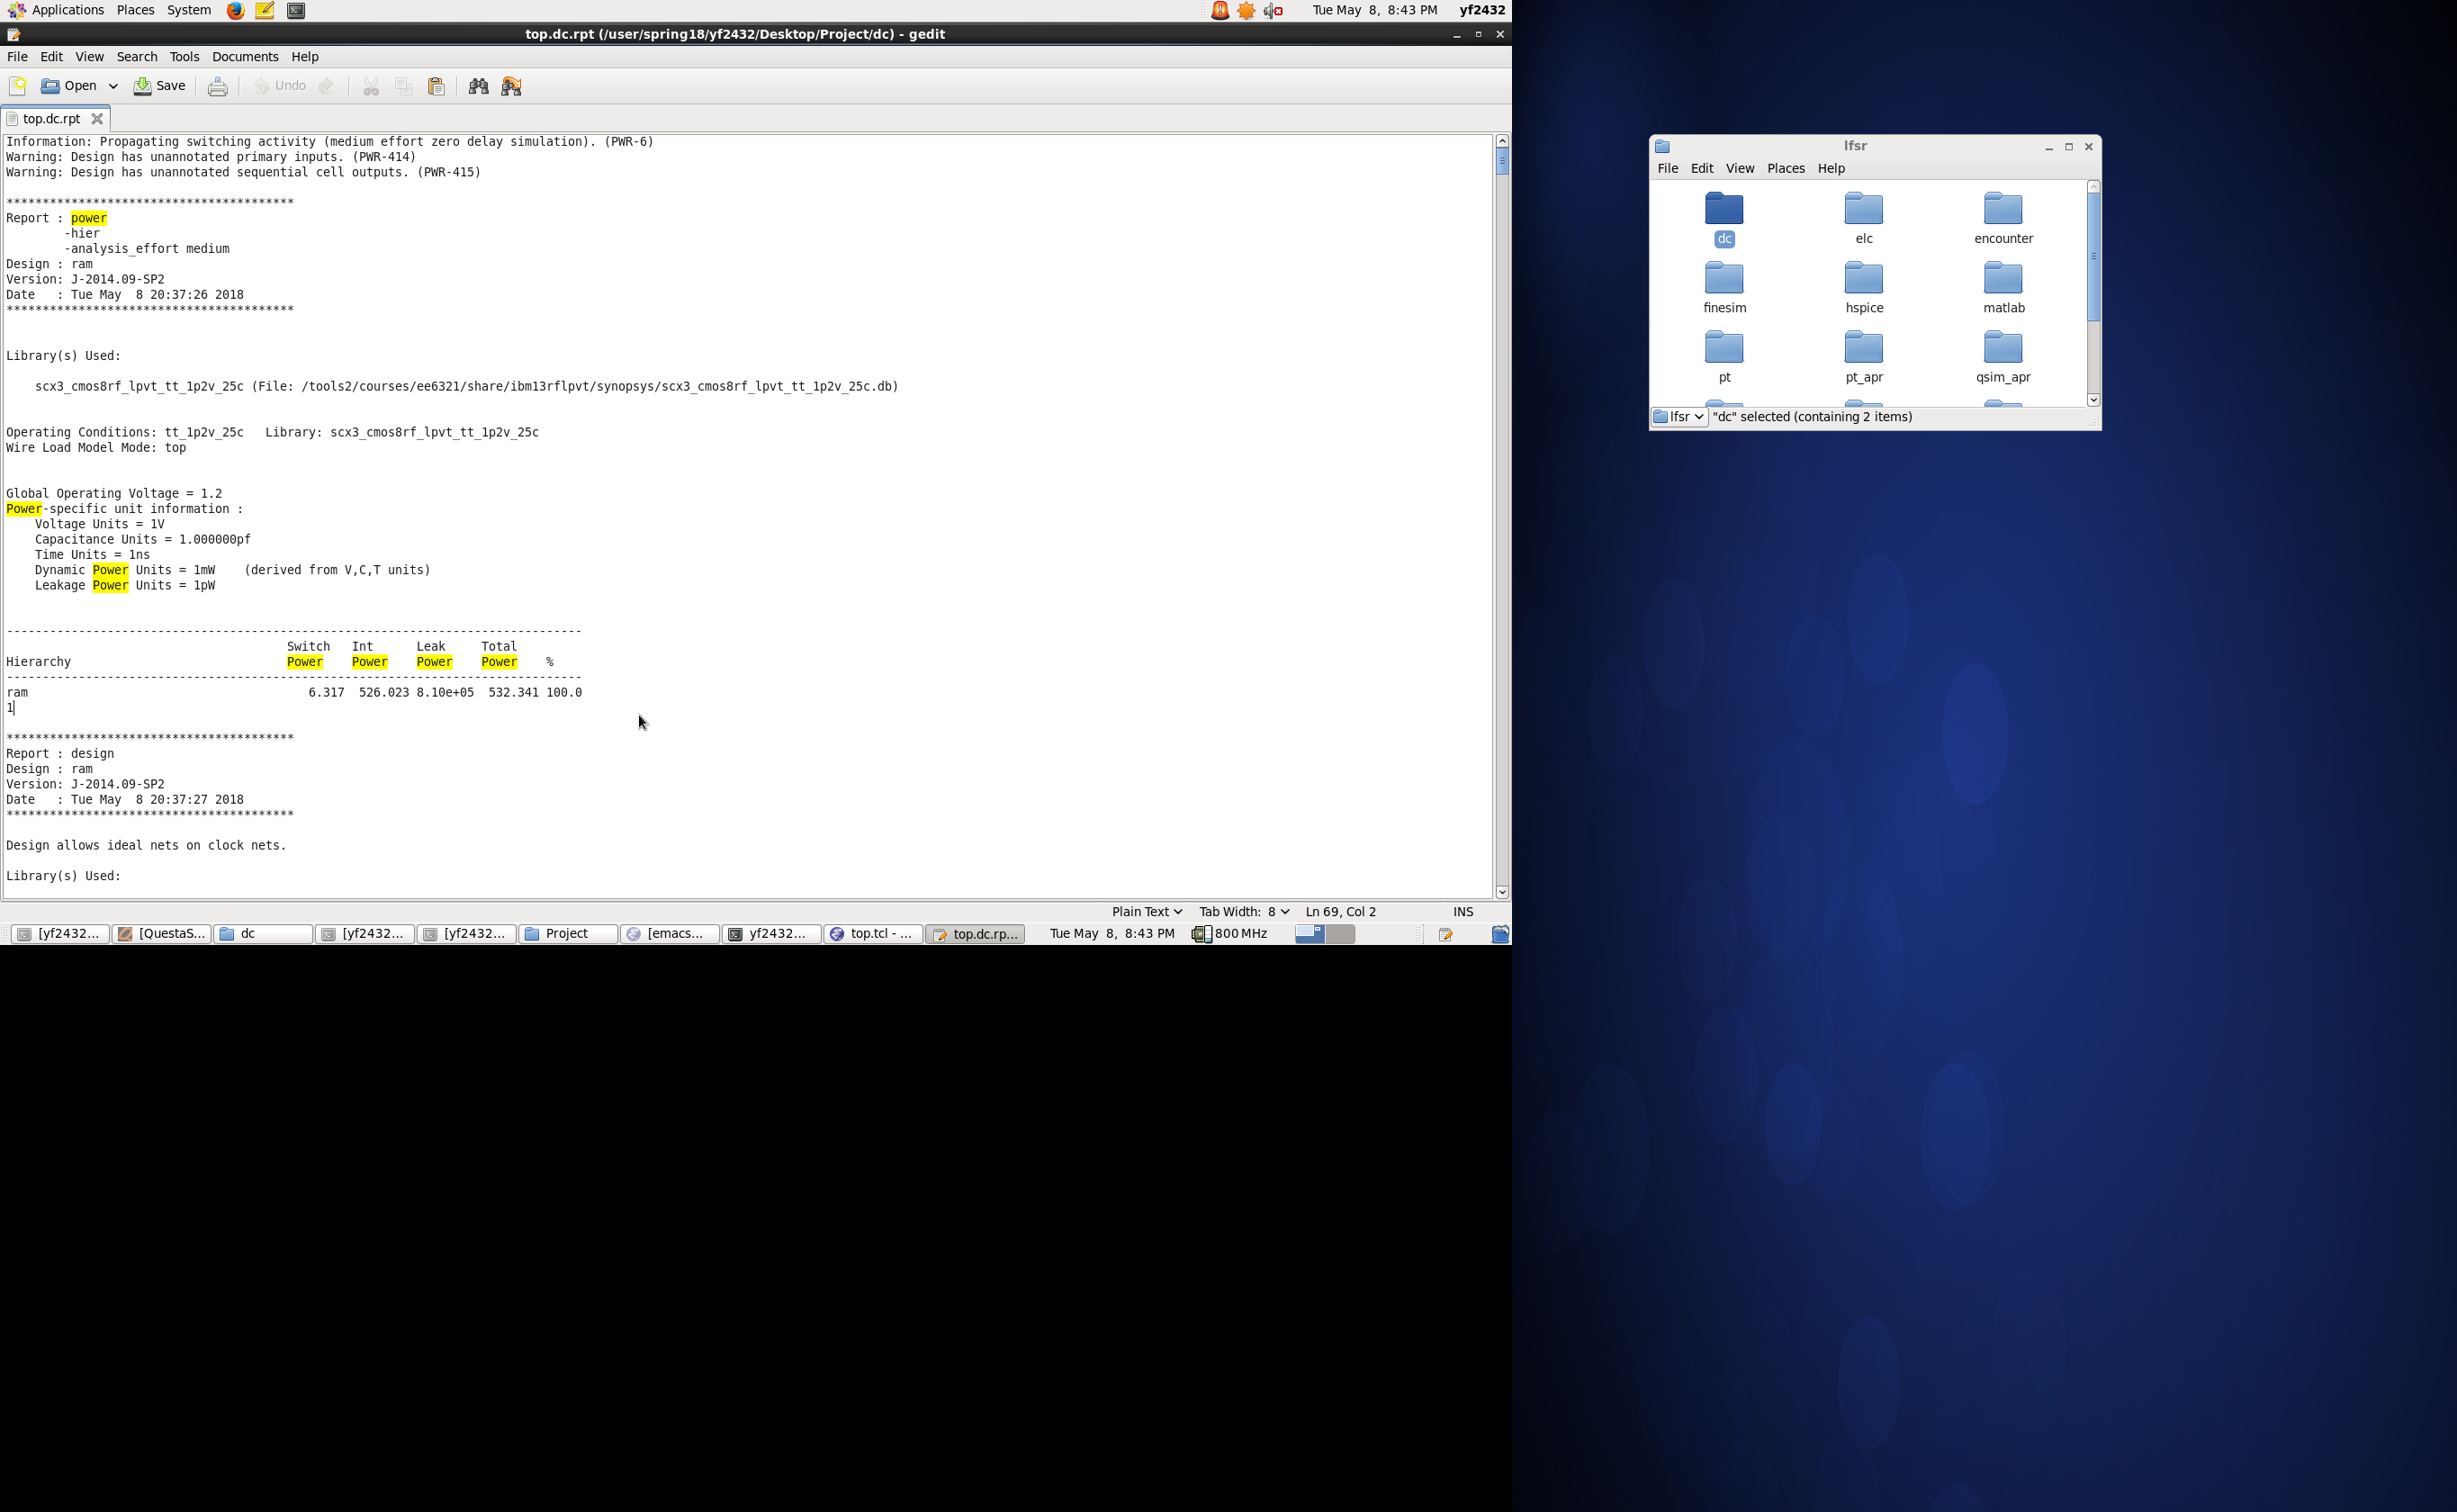 Applications Places System Tue May 8, 8:43 PM yf2432
top.dc.rpt (/user/spring18/yf2432/Desktop/Project/dc) - gedit
File Edit View Search Tools Documents Help
Open Save Undo
top.dc.rpt
Information: Propagating switching activity (medium effort zero delay simulation). (PWR-6)
Warning: Design has unannotated primary inputs. (PWR-414)
Warning: Design has unannotated sequential cell outputs. (PWR-415)
****************************************
Report : power
-hier
-analysis_effort medium
Design : ram
Version: J-2014.09-SP2
Date   : Tue May  8 20:37:26 2018
****************************************
Library(s) Used:
scx3_cmos8rf_lpvt_tt_1p2v_25c (File: /tools2/courses/ee6321/share/ibm13rflpvt/synopsys/scx3_cmos8rf_lpvt_tt_1p2v_25c.db)
Operating Conditions: tt_1p2v_25c   Library: scx3_cmos8rf_lpvt_tt_1p2v_25c
Wire Load Model Mode: top
Global Operating Voltage = 1.2
Power-specific unit information :
Voltage Units = 1V
Capacitance Units = 1.000000pf
Time Units = 1ns
Dynamic Power Units = 1mW    (derived from V,C,T units)
Leakage Power Units = 1pW
--------------------------------------------------------------------------------
Switch   Int      Leak     Total
Hierarchy                              Power    Power    Power    Power    %
--------------------------------------------------------------------------------
ram                                       6.317  526.023 8.10e+05  532.341 100.0
1
****************************************
Report : design
Design : ram
Version: J-2014.09-SP2
Date   : Tue May  8 20:37:27 2018
****************************************
Design allows ideal nets on clock nets.
Library(s) Used:
Plain Text Tab Width: 8 Ln 69, Col 2 INS
[yf2432... [QuestaS... dc [yf2432... [yf2432... Project [emacs... yf2432... top.tcl - ... top.dc.rp... Tue May 8, 8:43 PM 800 MHz
lfsr
File Edit View Places Help
dc elc encounter
finesim hspice matlab
pt pt_apr qsim_apr
lfsr "dc" selected (containing 2 items)